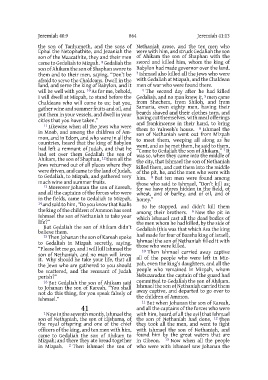 Jeremiah 40:9
864
Jeremiah 41:13
the son of Tanhumeth, and the sons of
Ephai the Netophathite, and Jezaniah the
son of the Maacathite, they and their men
came to Gedaliah at Mizpah. 9 Gedaliah the
son of Ahikam the son of Shaphan swore to
them and to their men, saying, "Don't be
afraid to serve the Chaldeans. Dwell in the
land, and serve the king of Babylon, and it
will be well with you. 10 As for me, behold,
I will dwell at Mizpah, to stand before the
Chaldeans who will come to us; but you,
gather wine and summer fruits and oil, and
put them in your vessels, and dwell in your
cities that you have taken."
11 Likewise when all the Jews who were
in Moab, and among the children of Am-
mon, and in Edom, and who were in all the
countries, heard that the king of Babylon
had left a remnant of Judah, and that he
had set over them Gedaliah the son of
Ahikam, the son of Shaphan, 12 then all the
Jews returned out of all places where they
were driven, and came to the land of Judah,
to Gedaliah, to Mizpah, and gathered very
much wine and summer fruits.
13 Moreover Johanan the son of Kareah,
and all the captains of the forces who were
in the fields, came to Gedaliah to Mizpah,
14 and said to him, "Do you know that Baalis
the king of the children of Ammon has sent
Ishmael the son of Nethaniah to take your
life?"
But Gedaliah the son of Ahikam didn't
believe them.
15 Then Johanan the son of Kareah spoke
to Gedaliah in Mizpah secretly, saying,
"Please let me go, and I will kill Ishmael the
son of Nethaniah, and no man will know
it. Why should he take your life, that all
the Jews who are gathered to you should
be scattered, and the remnant of Judah
perish?"
16 But Gedaliah the son of Ahikam said
to Johanan the son of Kareah, "You shall
not do this thing; for you speak falsely of
Ishmael."
41
1 Now in the seventh month, Ishmael the
son of Nethaniah, the son of Elishama, of
the royal offspring and one of the chief
officers of the king, and ten men with him,
came to Gedaliah the son of Ahikam to
Mizpah; and there they ate bread together
in Mizpah. 2 Then Ishmael the son of
Nethaniah arose, and the ten men who
were with him, and struck Gedaliah the son
of Ahikam the son of Shaphan with the
sword and killed him, whom the king of
Babylon had made governor over the land.
3 Ishmael also killed all the Jews who were
with Gedaliah at Mizpah, and the Chaldean
men of war who were found there.
4 The second day after he had killed
Gedaliah, and no man knew it, 5 men came
from Shechem, from Shiloh, and from
Samaria, even eighty men, having their
beards shaved and their clothes torn, and
having cut themselves, with meal offerings
and frankincense in their hand, to bring
them to Yahweh's house. 6 Ishmael the
son of Nethaniah went out from Mizpah
to meet them, weeping all along as he
went, and as he met them, he said to them,
"Come to Gedaliah the son of Ahikam." 7 It
was so, when they came into the middle of
the city, that Ishmael the son of Nethaniah
killed them, and cast them into the middle
of the pit, he, and the men who were with
him. 8 But ten men were found among
those who said to Ishmael, "Don't kill us;
for we have stores hidden in the field, of
wheat, and of barley, and of oil, and of
honey."
So he stopped, and didn't kill them
among their brothers. 9 Now the pit in
which Ishmael cast all the dead bodies of
the men whom he had killed, by the side of
Gedaliah (this was that which Asa the king
had made for fear of Baasha king of Israel),
Ishmael the son of Nethaniah filled it with
those who were killed.
10 Then Ishmael carried away captive
all of the people who were left in Miz-
pah, even the king's daughters, and all the
people who remained in Mizpah, whom
Nebuzaradan the captain of the guard had
committed to Gedaliah the son of Ahikam.
Ishmael the son of Nethaniah carried them
away captive, and departed to go over to
the children of Ammon.
11 But when Johanan the son of Kareah,
and all the captains of the forces who were
with him, heard of all the evil that Ishmael
the son of Nethaniah had done, 12 then
they took all the men, and went to fight
with Ishmael the son of Nethaniah, and
found him by the great waters that are
in Gibeon. 13 Now when all the people
who were with Ishmael saw Johanan the